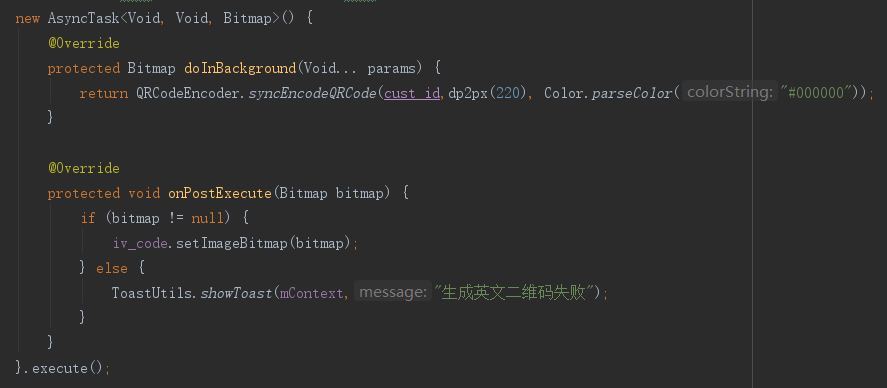 new AsyncTask<Void, Void, Bitmap>() {
@Override
protected Bitmap doInBackground(Void... params) {
return QRCodeEncoder.syncEncodeQRCode(cust_id,dp2px(220), Color.parseColor( colorString: "#000000"));
}
@Override
protected void onPostExecute(Bitmap bitmap) {
if (bitmap != null) {
iv_code.setImageBitmap(bitmap);
} else {
ToastUtils.showToast(mContext, message: "生成英文二维码失败");
}
}
}.execute();